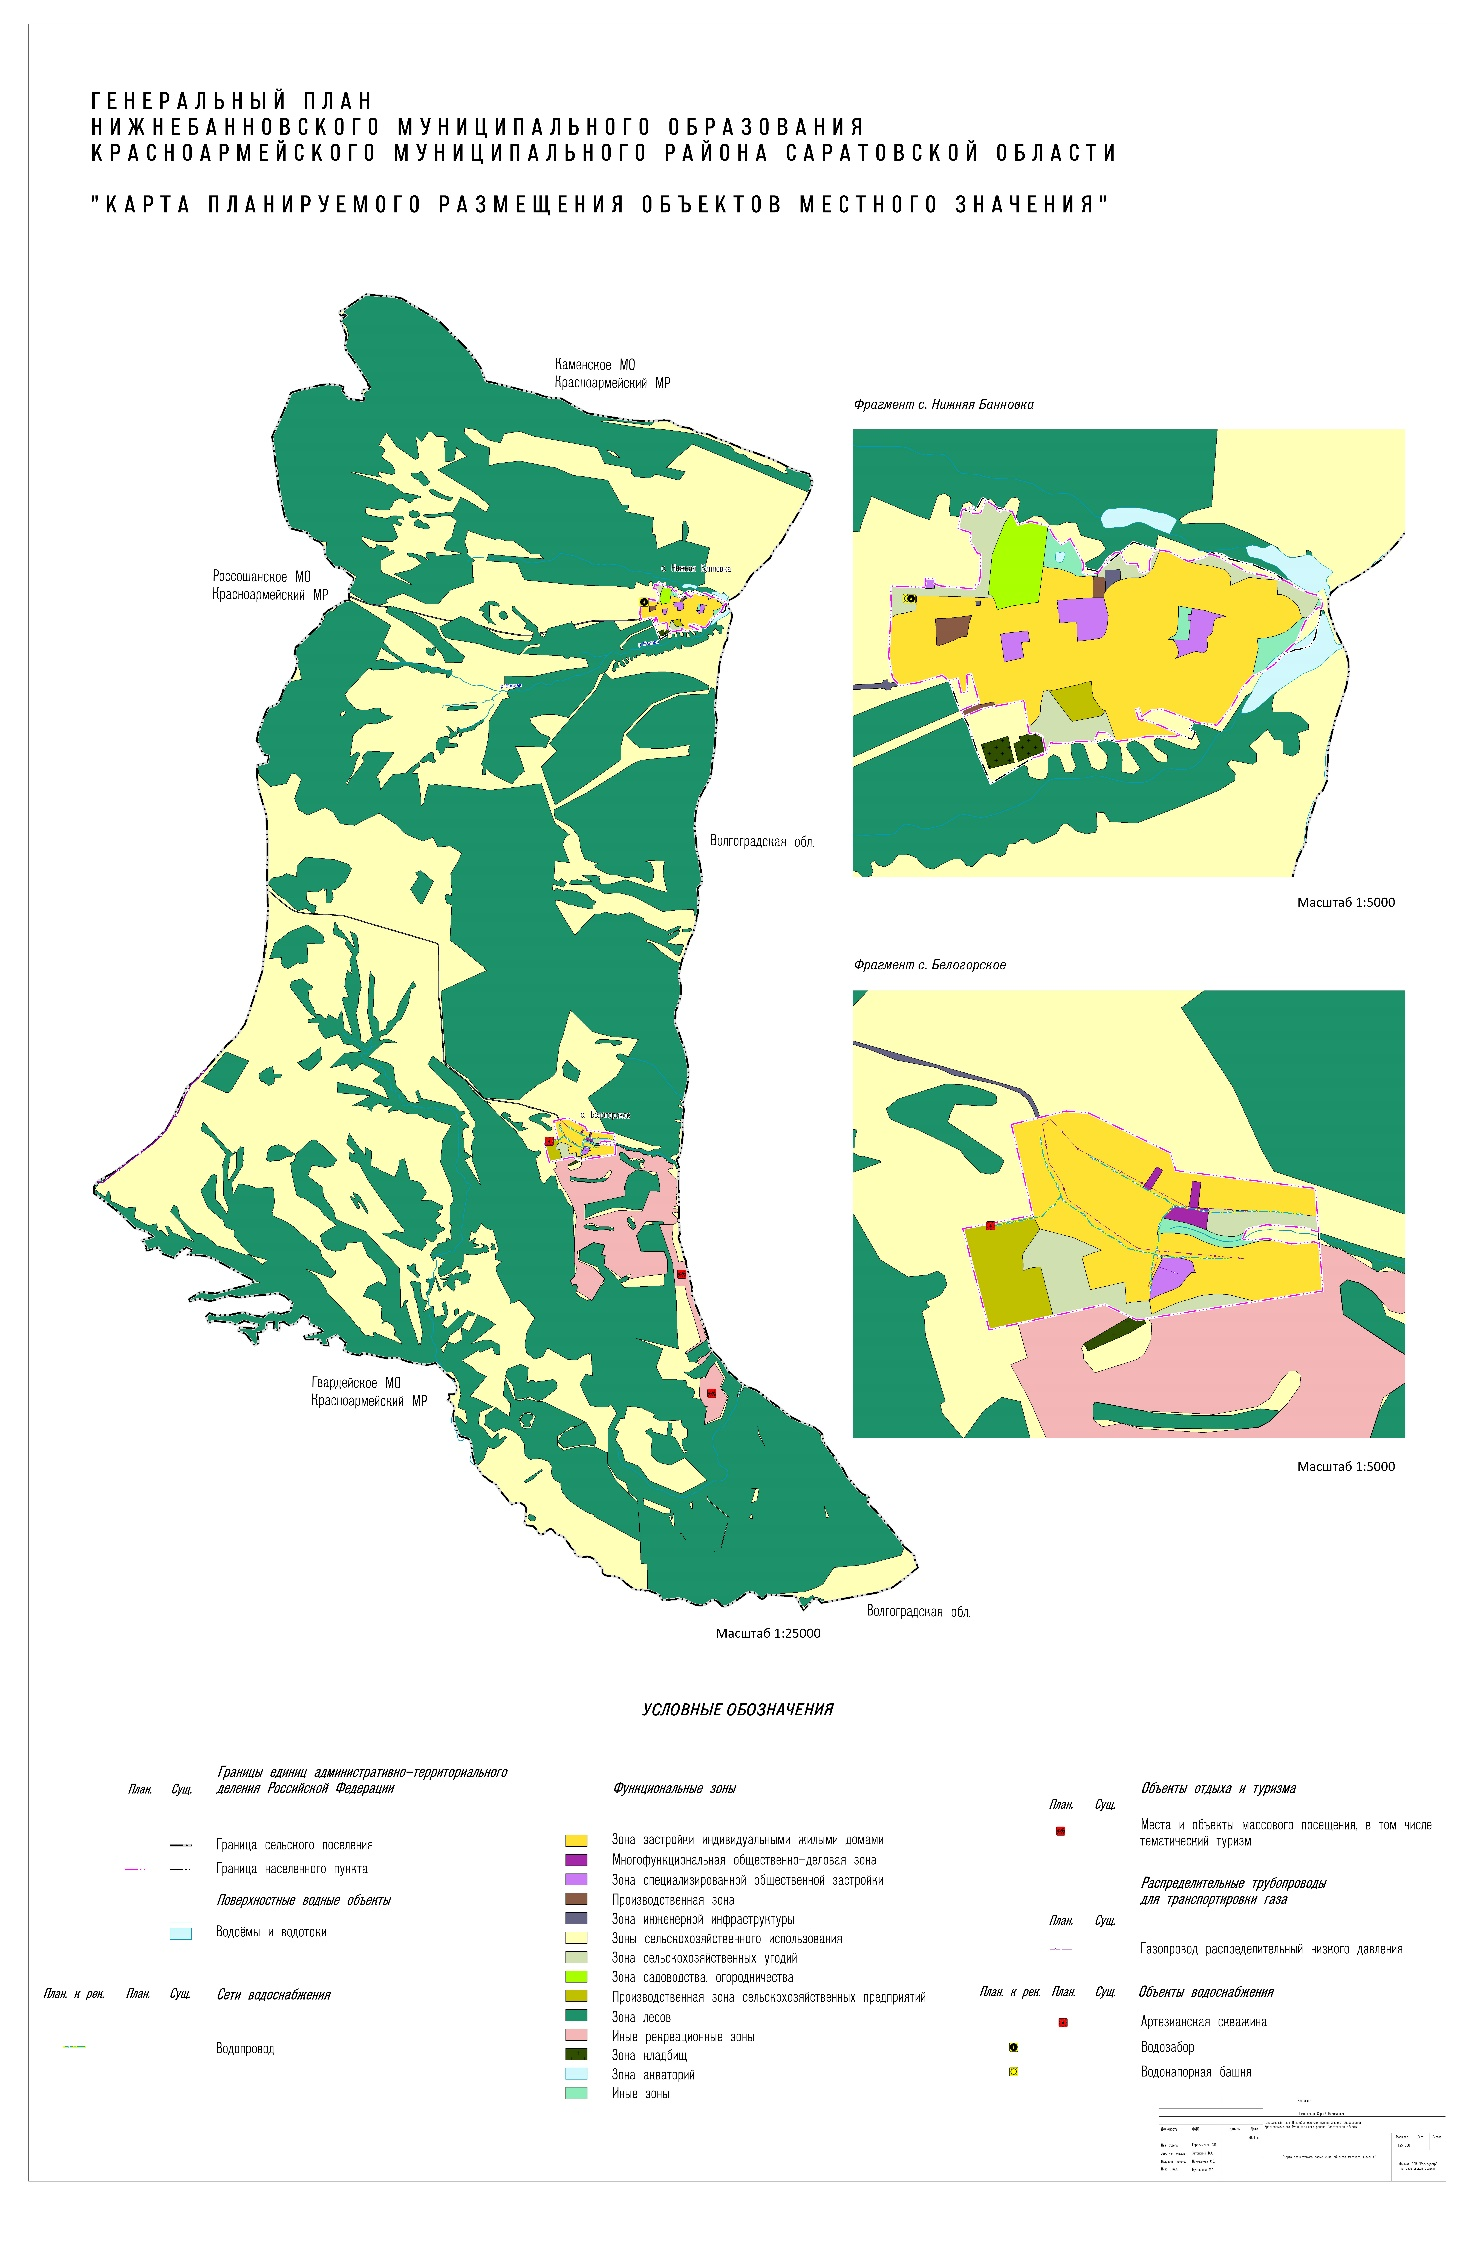 ГЕНЕРАЛЬНЫЙ ПЛАН
НИЖНЕБАННОВСКОГО МУНИЦИПАЛЬНОГО ОБРАЗОВАНИЯ
КРАСНОАРМЕЙСКОГО МУНИЦИПАЛЬНОГО РАЙОНА САРАТОВСКОЙ ОБЛАСТИ
"КАРТА ПЛАНИРУЕМОГО РАЗМЕЩЕНИЯ ОБЪЕКТОВ МЕСТНОГО ЗНАЧЕНИЯ"
Каменское МО
Красноармейский МР
Фрагмент с. Нижняя Банновка
Россошанское МО
Красноармейский МР
Волгоградская обл.
Масштаб 1:5000
Фрагмент с. Белогорское
Гвардейское МО
Красноармейский МР
Масштаб 1:5000
Волгоградская обл.
Масштаб 1:25000
УСЛОВНЫЕ ОБОЗНАЧЕНИЯ
План. Сущ.
Границы единиц административно-территориального
деления Российской Федерации
Граница сельского поселения
Граница населенного пункта
Поверхностные водные объекты
Водоёмы и водотоки
План. к рек. План. Сущ. Сети водоснабжения
Водопровод
Функциональные зоны
Зона застройки индивидуальными жилыми домами
Многофункциональная общественно-деловая зона
Зона специализированной общественной застройки
Производственная зона
Зона инженерной инфраструктуры
Зоны сельскохозяйственного использования
Зона сельскохозяйственных угодий
Зона садоводства, огородничества
Производственная зона сельскохозяйственных предприятий
Зона лесов
Иные рекреационные зоны
Зона кладбищ
Зона акваторий
Иные зоны
Объекты отдыха и туризма
План. Сущ.
Места и объекты массового посещения, в том числе
тематический туризм
Распределительные трубопроводы
для транспортировки газа
План. Сущ.
Газопровод распределительный низкого давления
План. к рек. План. Сущ. Объекты водоснабжения
Артезианская скважина
Водозабор
Водонапорная башня